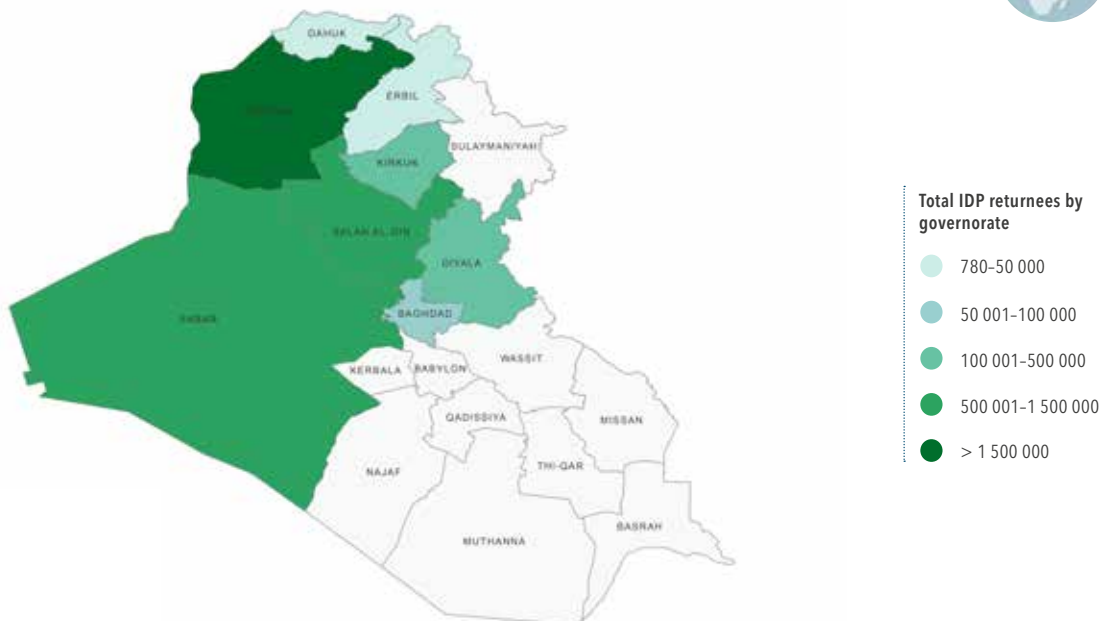 DAHUK
ERBIL
SULAYMANIYAH
KIRKUK
SALAH AL-DIN
DIYALA
ANBAR
BAGHDAD
WASSIT
KERBALA
BABYLON
QADISSIYA
MISSAN
THI-QAR
NAJAF
BASRAH
MUTHANNA
Total IDP returnees by
governorate
780–50 000
50 001–100 000
100 001–500 000
500 001–1 500 000
> 1 500 000